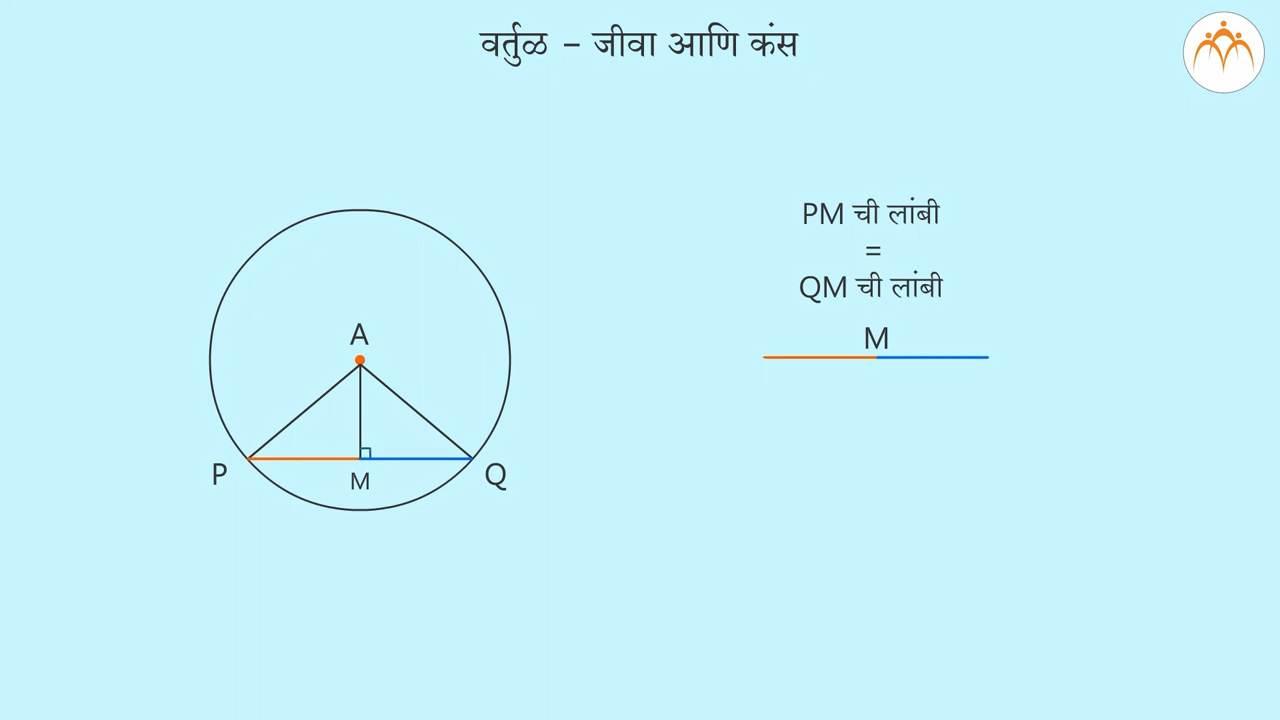 वर्तुळ – जीवा आणि कंस
PM ची लांबी
=
QM ची लांबी
M
A
P
M
Q